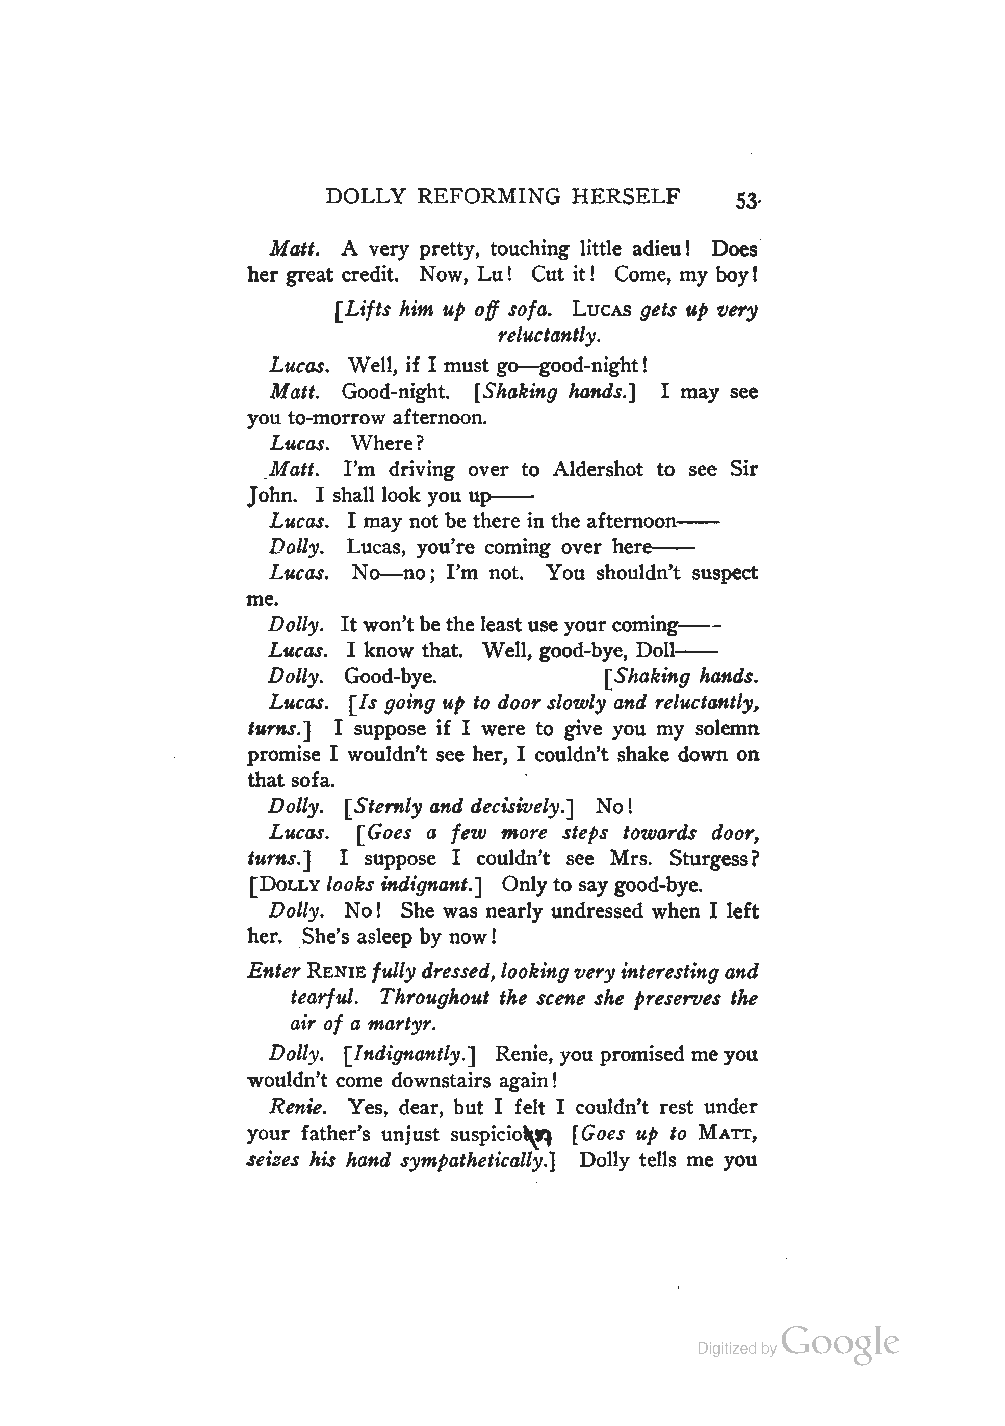 DOLLY REFORMING HERSELF 53
Matt. A very pretty, touching little adieu! Does
her great credit. Now, Lu! Cut it! Come, my boy!
[Lifts him up off sofa. LUCAS gets up very
reluctantly.
Lucas. Well, if I must go—good-night!
Matt. Good-night. [Shaking hands.] I may see
you to-morrow afternoon.
Lucas. Where?
Matt. I'm driving over to Aldershot to see Sir
John. I shall look you up——
Lucas. I may not be there in the afternoon——
Dolly. Lucas, you're coming over here——
Lucas. No—no; I'm not. You shouldn't suspect
me.
Dolly. It won't be the least use your coming——
Lucas. I know that. Well, good-bye, Doll——
Dolly. Good-bye. [Shaking hands.
Lucas. [Is going up to door slowly and reluctantly,
turns.] I suppose if I were to give you my solemn
promise I wouldn't see her, I couldn't shake down on
that sofa.
Dolly. [Sternly and decisively.] No!
Lucas. [Goes a few more steps towards door,
turns.] I suppose I couldn't see Mrs. Sturgess?
[DOLLY looks indignant.] Only to say good-bye.
Dolly. No! She was nearly undressed when I left
her. She's asleep by now!
Enter RENIE fully dressed, looking very interesting and
tearful. Throughout the scene she preserves the
air of a martyr.
Dolly. [Indignantly.] Renie, you promised me you
wouldn't come downstairs again!
Renie. Yes, dear, but I felt I couldn't rest under
your father's unjust [Goes up to MATT,
seizes his hand sympathetically.] Dolly tells me you
Digitized by Google